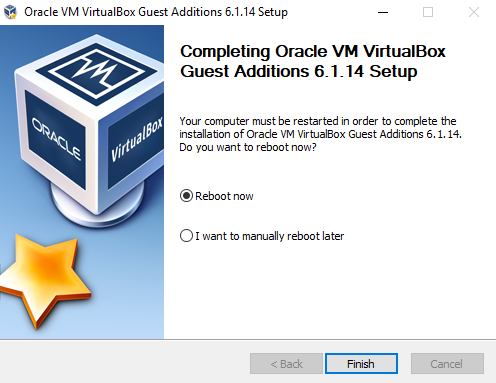 Oracle VM VirtualBox Guest Additions 6.1.14 Setup
Completing Oracle VM VirtualBox
Guest Additions 6.1.14 Setup
ORACLE
VirtualBox
Your computer must be restarted in order to complete the
installation of Oracle VM VirtualBox Guest Additions 6.1.14.
Do you want to reboot now?
Reboot now
I want to manually reboot later
< Back
Finish
Cancel